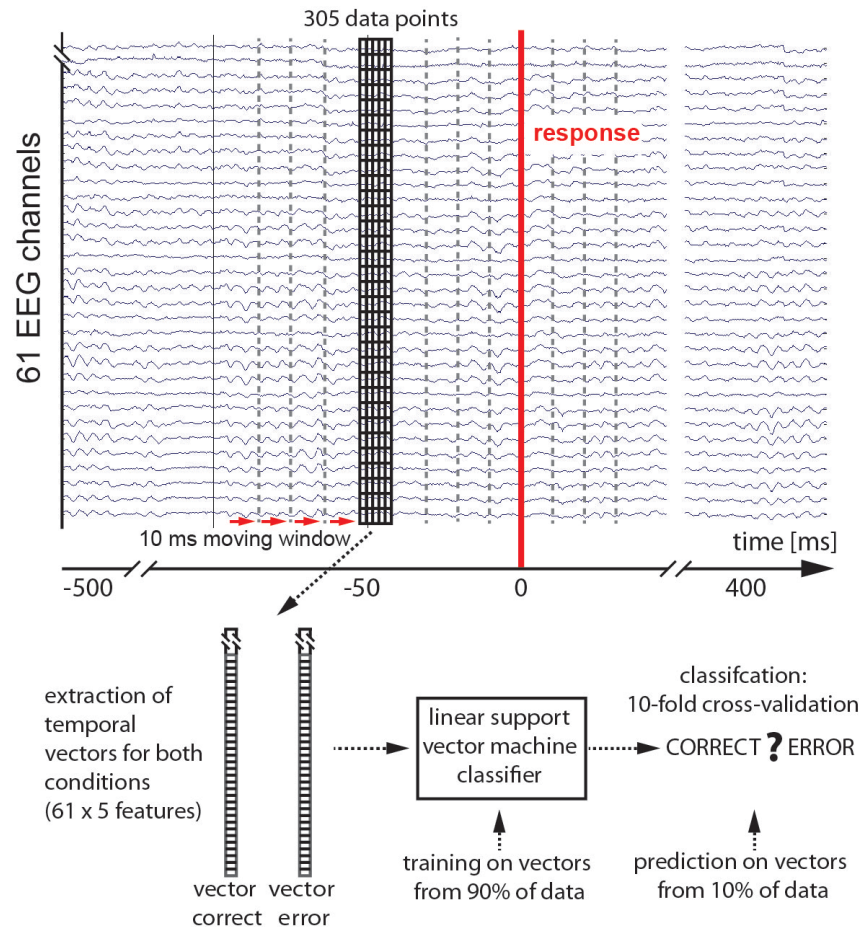 305 data points
61 EEG channels
response
10 ms moving window
time [ms]
-500
-50
0
400
extraction of
temporal
vectors for both
conditions
(61 x 5 features)
vector
correct
vector
error
linear support
vector machine
classifier
training on vectors
from 90% of data
classifcation:
10-fold cross-validation
CORRECT ? ERROR
prediction on vectors
from 10% of data